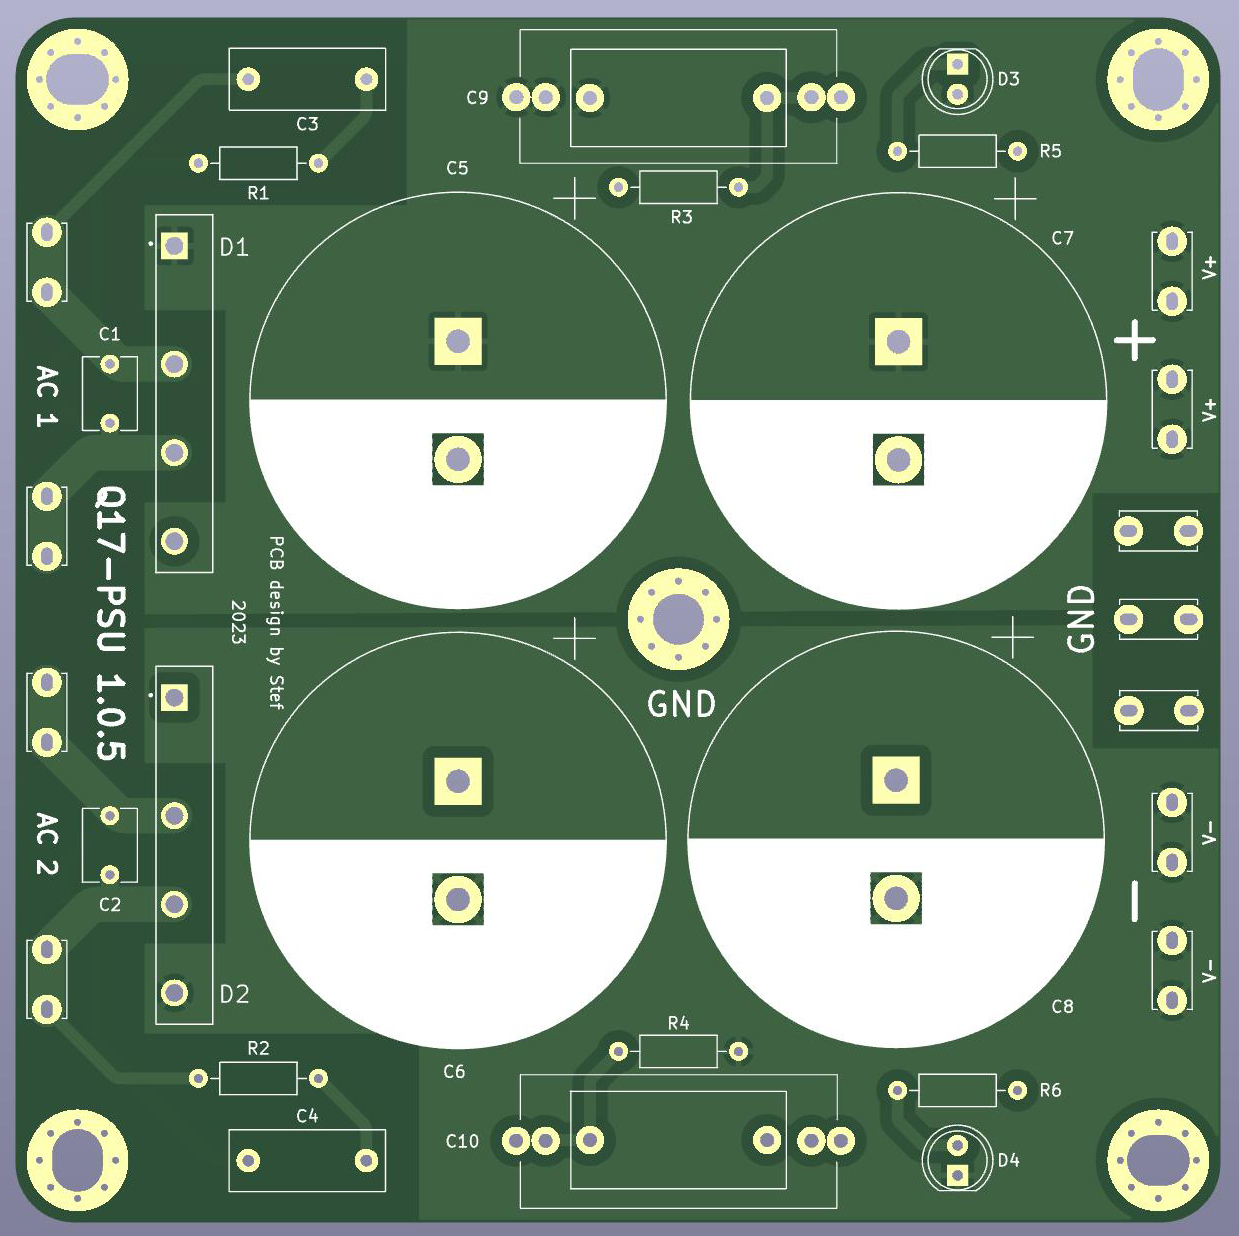 C3
C9
D3
R5
C5
R1
R3
C7
D1
V+
C1
+
AC 1
V+
Q17-PSU 1.0.5
PCB design by Stef
2023
GND
GND
AC 2
V-
C2
-
D2
V-
C8
R4
R2
C6
R6
C4
C10
D4